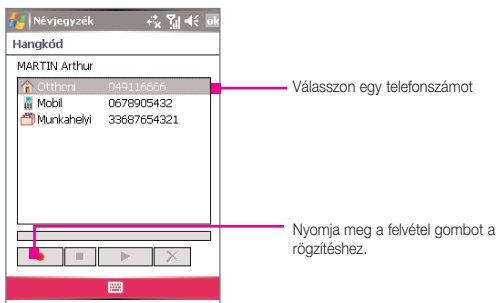 Névjegyzék ok
Hangkód
MARTIN Arthur
Otthoni 049116666
Mobil 0678905432
Munkahelyi 33687654321
Válasszon egy telefonszámot
Nyomja meg a felvétel gombot a
rögzítéshez.